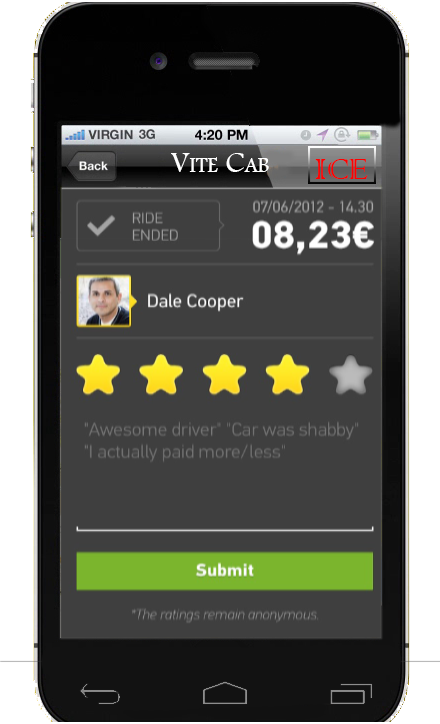 VIRGIN 3G 4:20 PM
Back VITE CAB ICE
RIDE
ENDED
07/06/2012 - 14.30
08,23€
Dale Cooper
"Awesome driver" "Car was shabby"
"I actually paid more/less"
Submit
*The ratings remain anonymous.